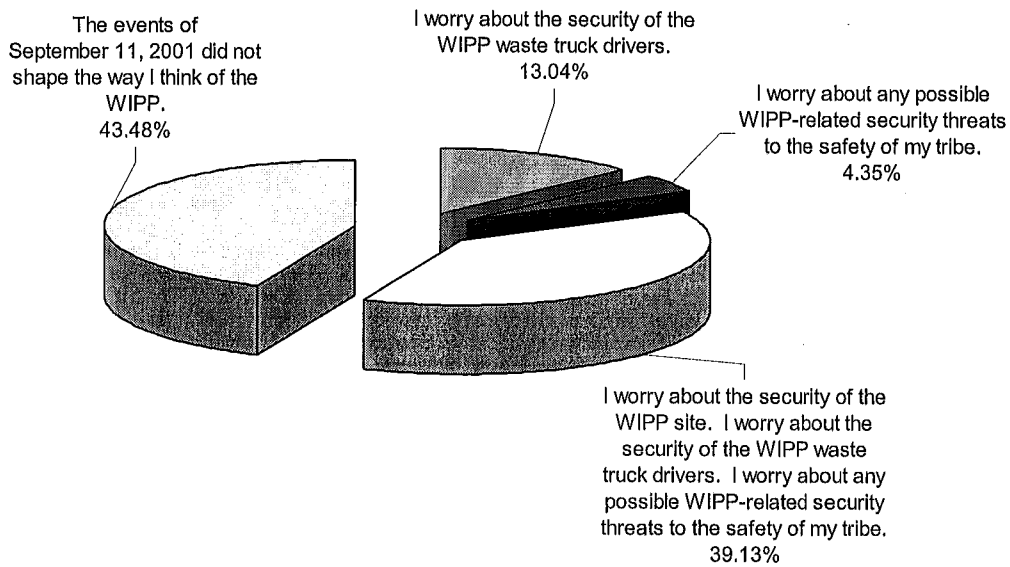 The events of
September 11, 2001 did not
shape the way I think of the
WIPP.
43.48%
I worry about the security of the
WIPP waste truck drivers.
13.04%
I worry about any possible
WIPP-related security threats
to the safety of my tribe.
4.35%
I worry about the security of the
WIPP site.  I worry about the
security of the WIPP waste
truck drivers.  I worry about any
possible WIPP-related security
threats to the safety of my tribe.
39.13%